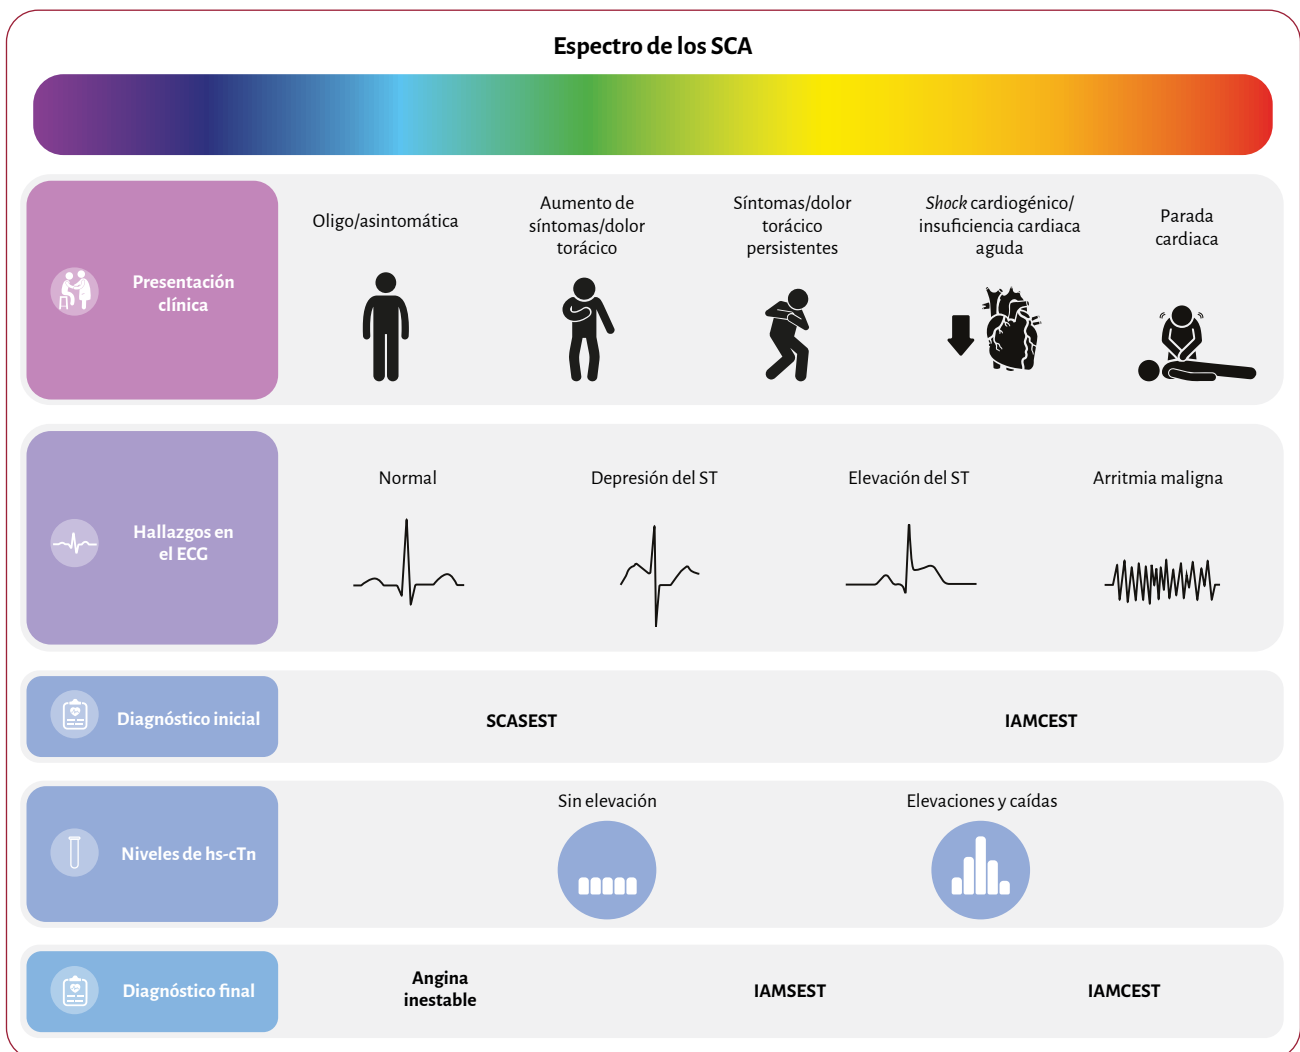 Espectro de los SCA
Presentación
clínica
Oligo/asintomática
Aumento de
síntomas/dolor
torácico
Síntomas/dolor
torácico
persistentes
Shock cardiogénico/
insuficiencia cardiaca
aguda
Parada
cardiaca
Hallazgos en
el ECG
Normal
Depresión del ST
Elevación del ST
Arritmia maligna
Diagnóstico inicial
SCASEST
IAMCEST
Niveles de hs-cTn
Sin elevación
Elevaciones y caídas
Diagnóstico final
Angina
inestable
IAMSEST
IAMCEST